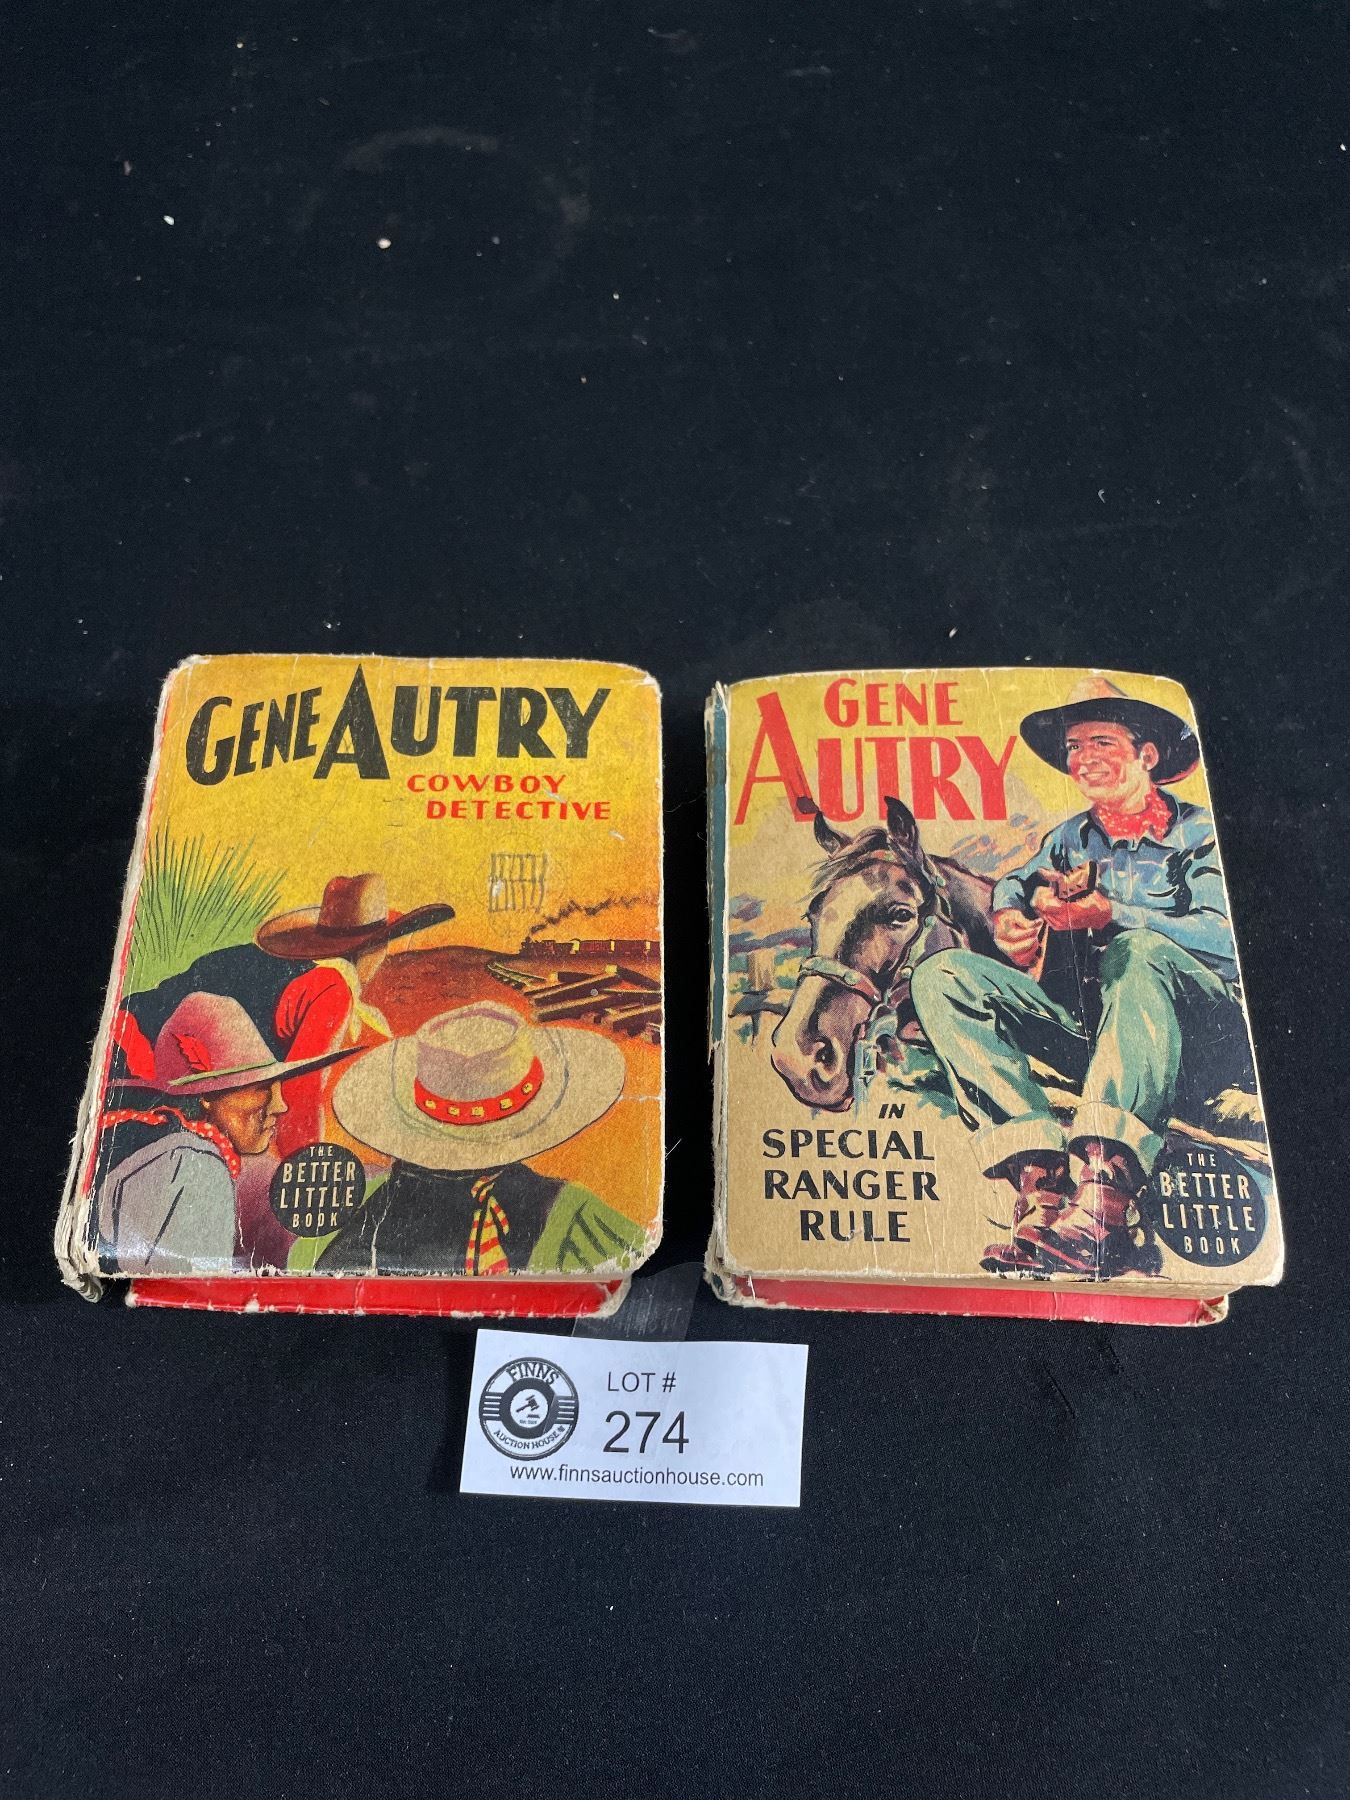 GENE AUTRY
COWBOY
DETECTIVE
THE
BETTER
LITTLE
BOOK
GENE
AUTRY
IN
SPECIAL
RANGER
RULE
THE
BETTER
LITTLE
BOOK
FINNS
AUCTION HOUSE
LOT #
274
www.finnsauctionhouse.com